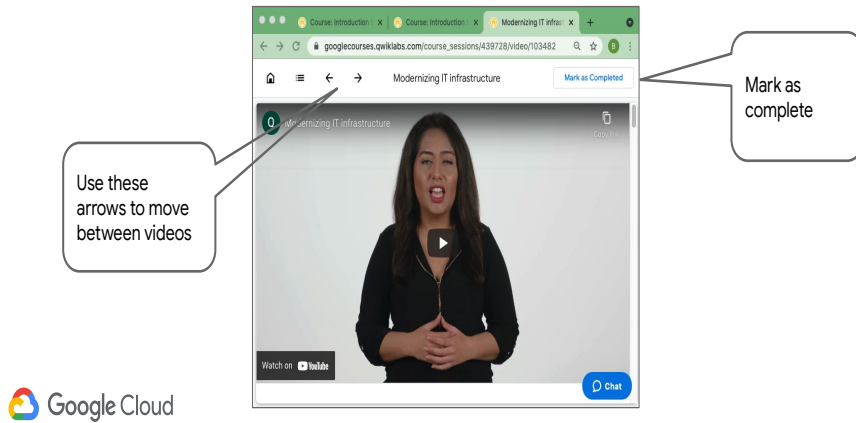 Course: Introduction x
Course: Introduction x
Modernizing IT infrast x
googlecourses.qwiklabs.com/course_sessions/439728/video/103482
B
Modernizing IT infrastructure
Mark as Completed
Mark as
complete
Q
Modernizing IT infrastructure
Copy link
Use these
arrows to move
between videos
Watch on YouTube
Chat
Google Cloud